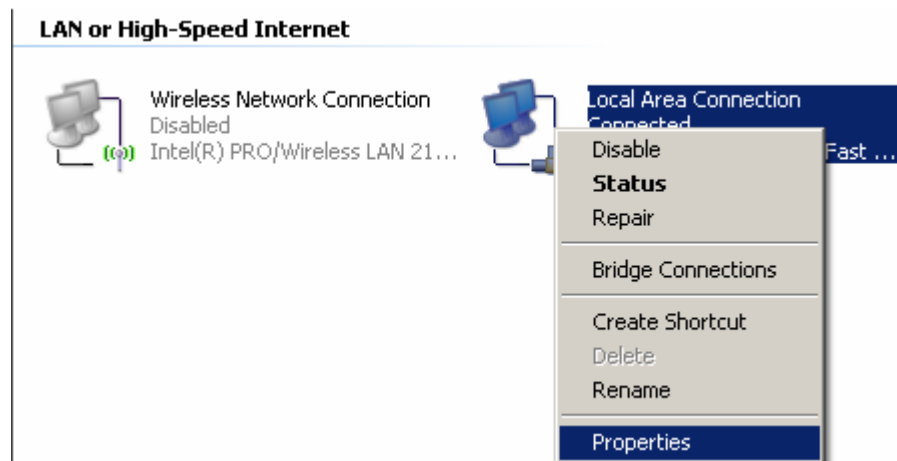 LAN or High-Speed Internet
Wireless Network Connection
Disabled
Intel(R) PRO/Wireless LAN 21...
Local Area Connection
Connected
Fast ...
Disable
Status
Repair
Bridge Connections
Create Shortcut
Delete
Rename
Properties